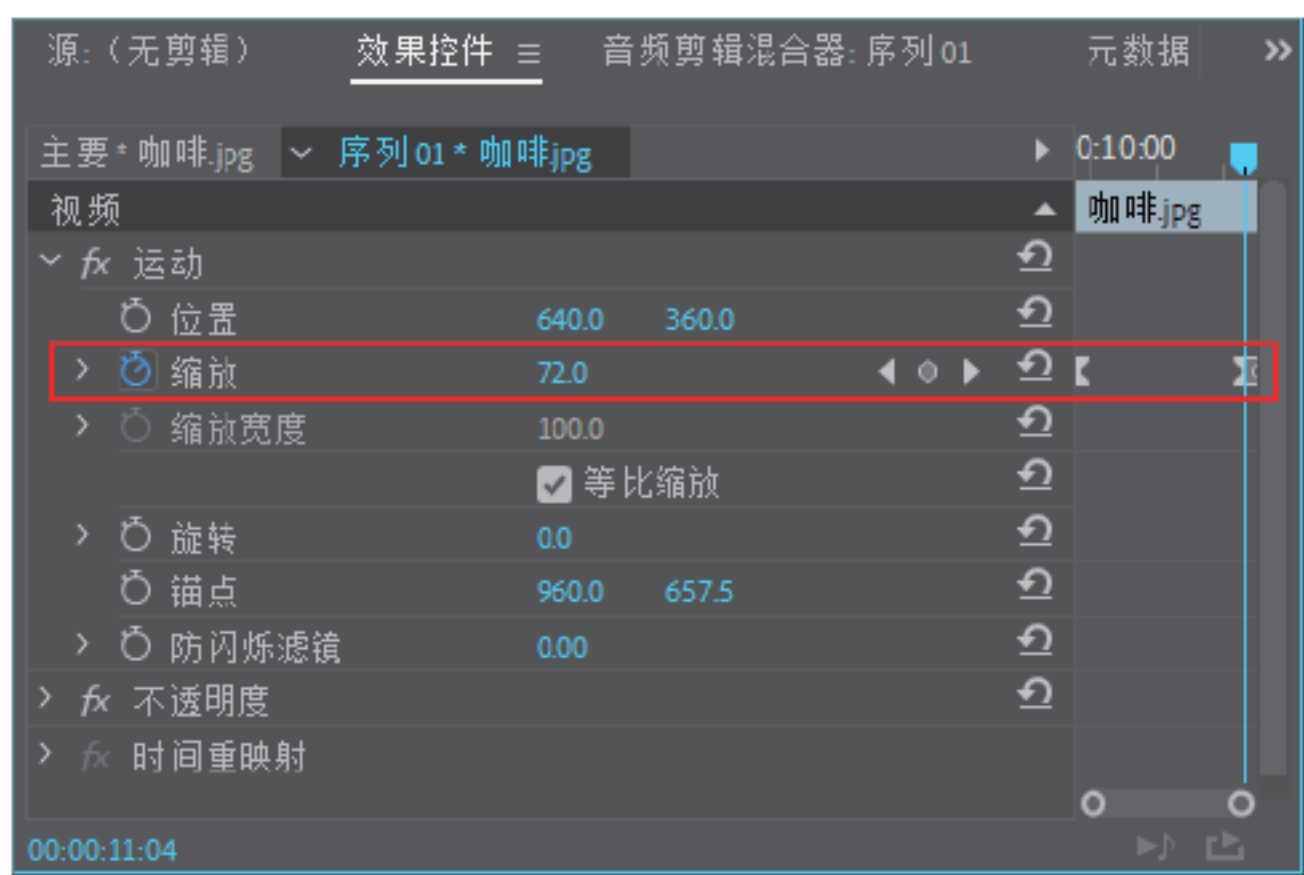 源:（无剪辑） 效果控件 ≡ 音频剪辑混合器: 序列 01 元数据 »
主要 * 咖啡.jpg 序列 01 * 咖啡.jpg 0:10:00
视频 咖啡.jpg
fx 运动
位置 640.0 360.0
缩放 72.0
缩放宽度 100.0
等比缩放
旋转 0.0
锚点 960.0 657.5
防闪烁滤镜 0.00
fx 不透明度
fx 时间重映射
00:00:11:04